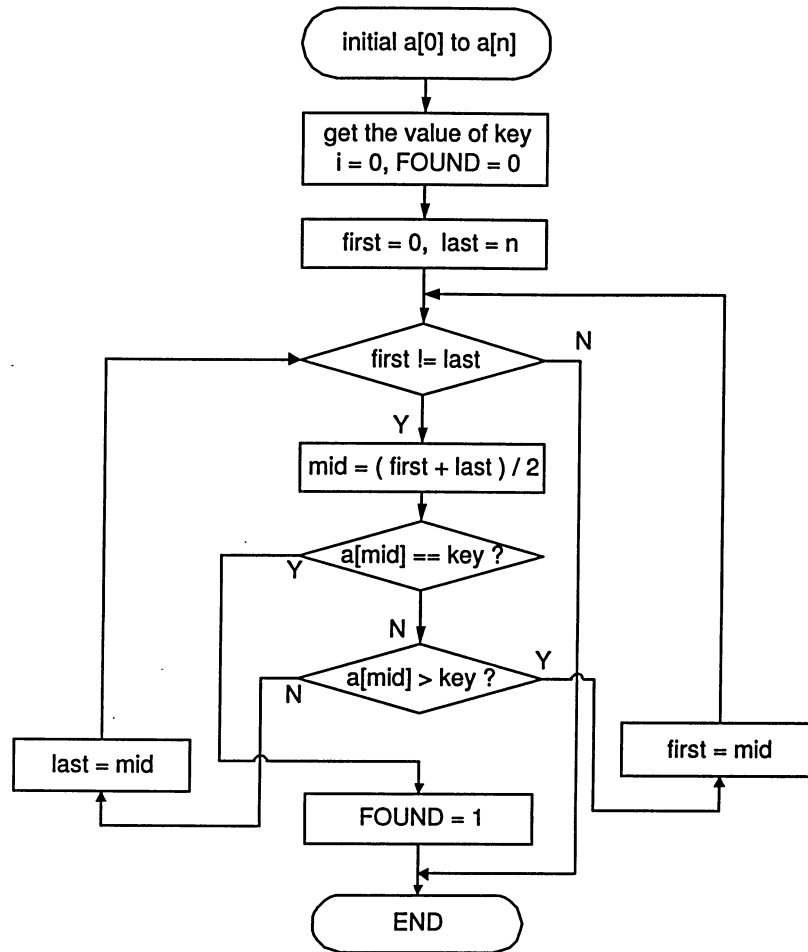 initial a[0] to a[n]
get the value of key
i = 0, FOUND = 0
first = 0, last = n
first != last
N
Y
mid = ( first + last ) / 2
a[mid] == key ?
Y
N
a[mid] > key ?
Y
N
last = mid
first = mid
FOUND = 1
END